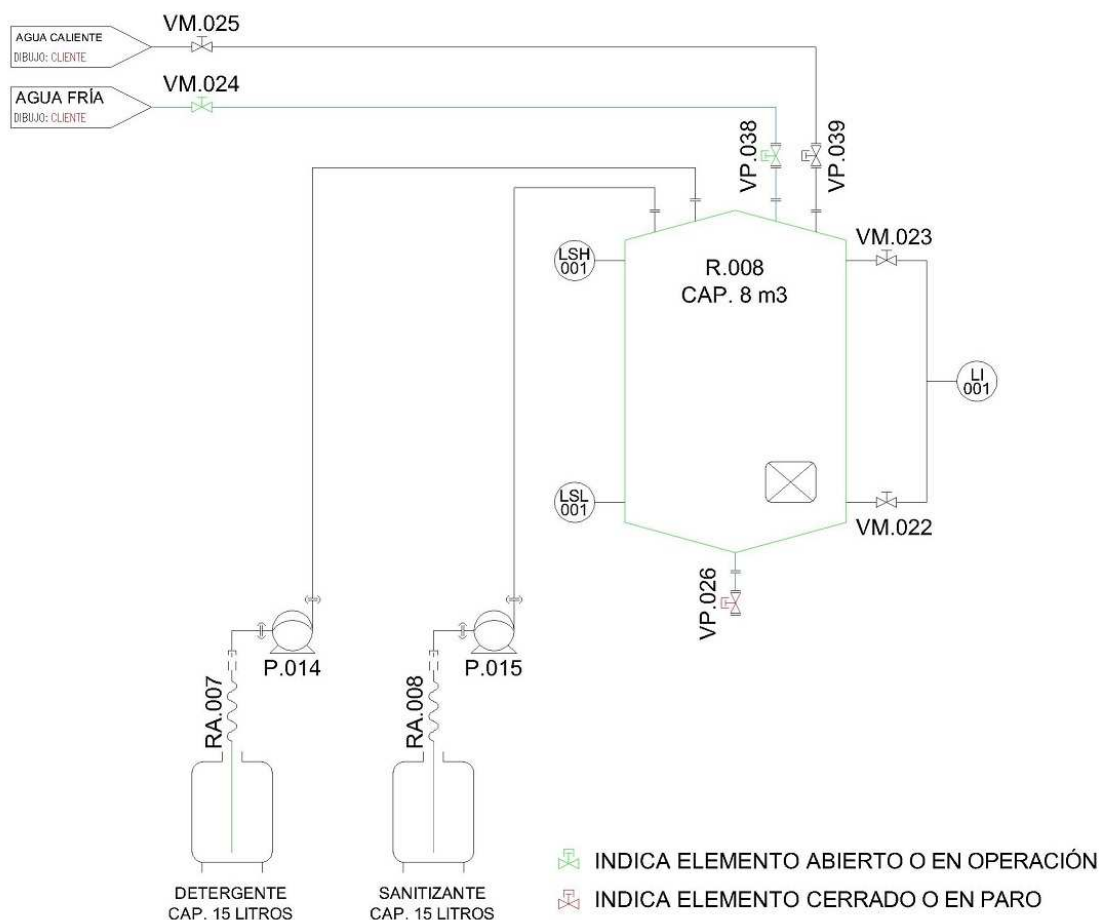 VM.025
AGUA CALIENTE
DIBUJO: CLIENTE
VM.024
AGUA FRÍA
DIBUJO: CLIENTE
VP.038
VP.039
VM.023
LSH
001
R.008
CAP. 8 m3
LI
001
LSL
001
VM.022
VP.026
P.014
P.015
RA.007
RA.008
INDICA ELEMENTO ABIERTO O EN OPERACIÓN
INDICA ELEMENTO CERRADO O EN PARO
DETERGENTE
CAP. 15 LITROS
SANITIZANTE
CAP. 15 LITROS